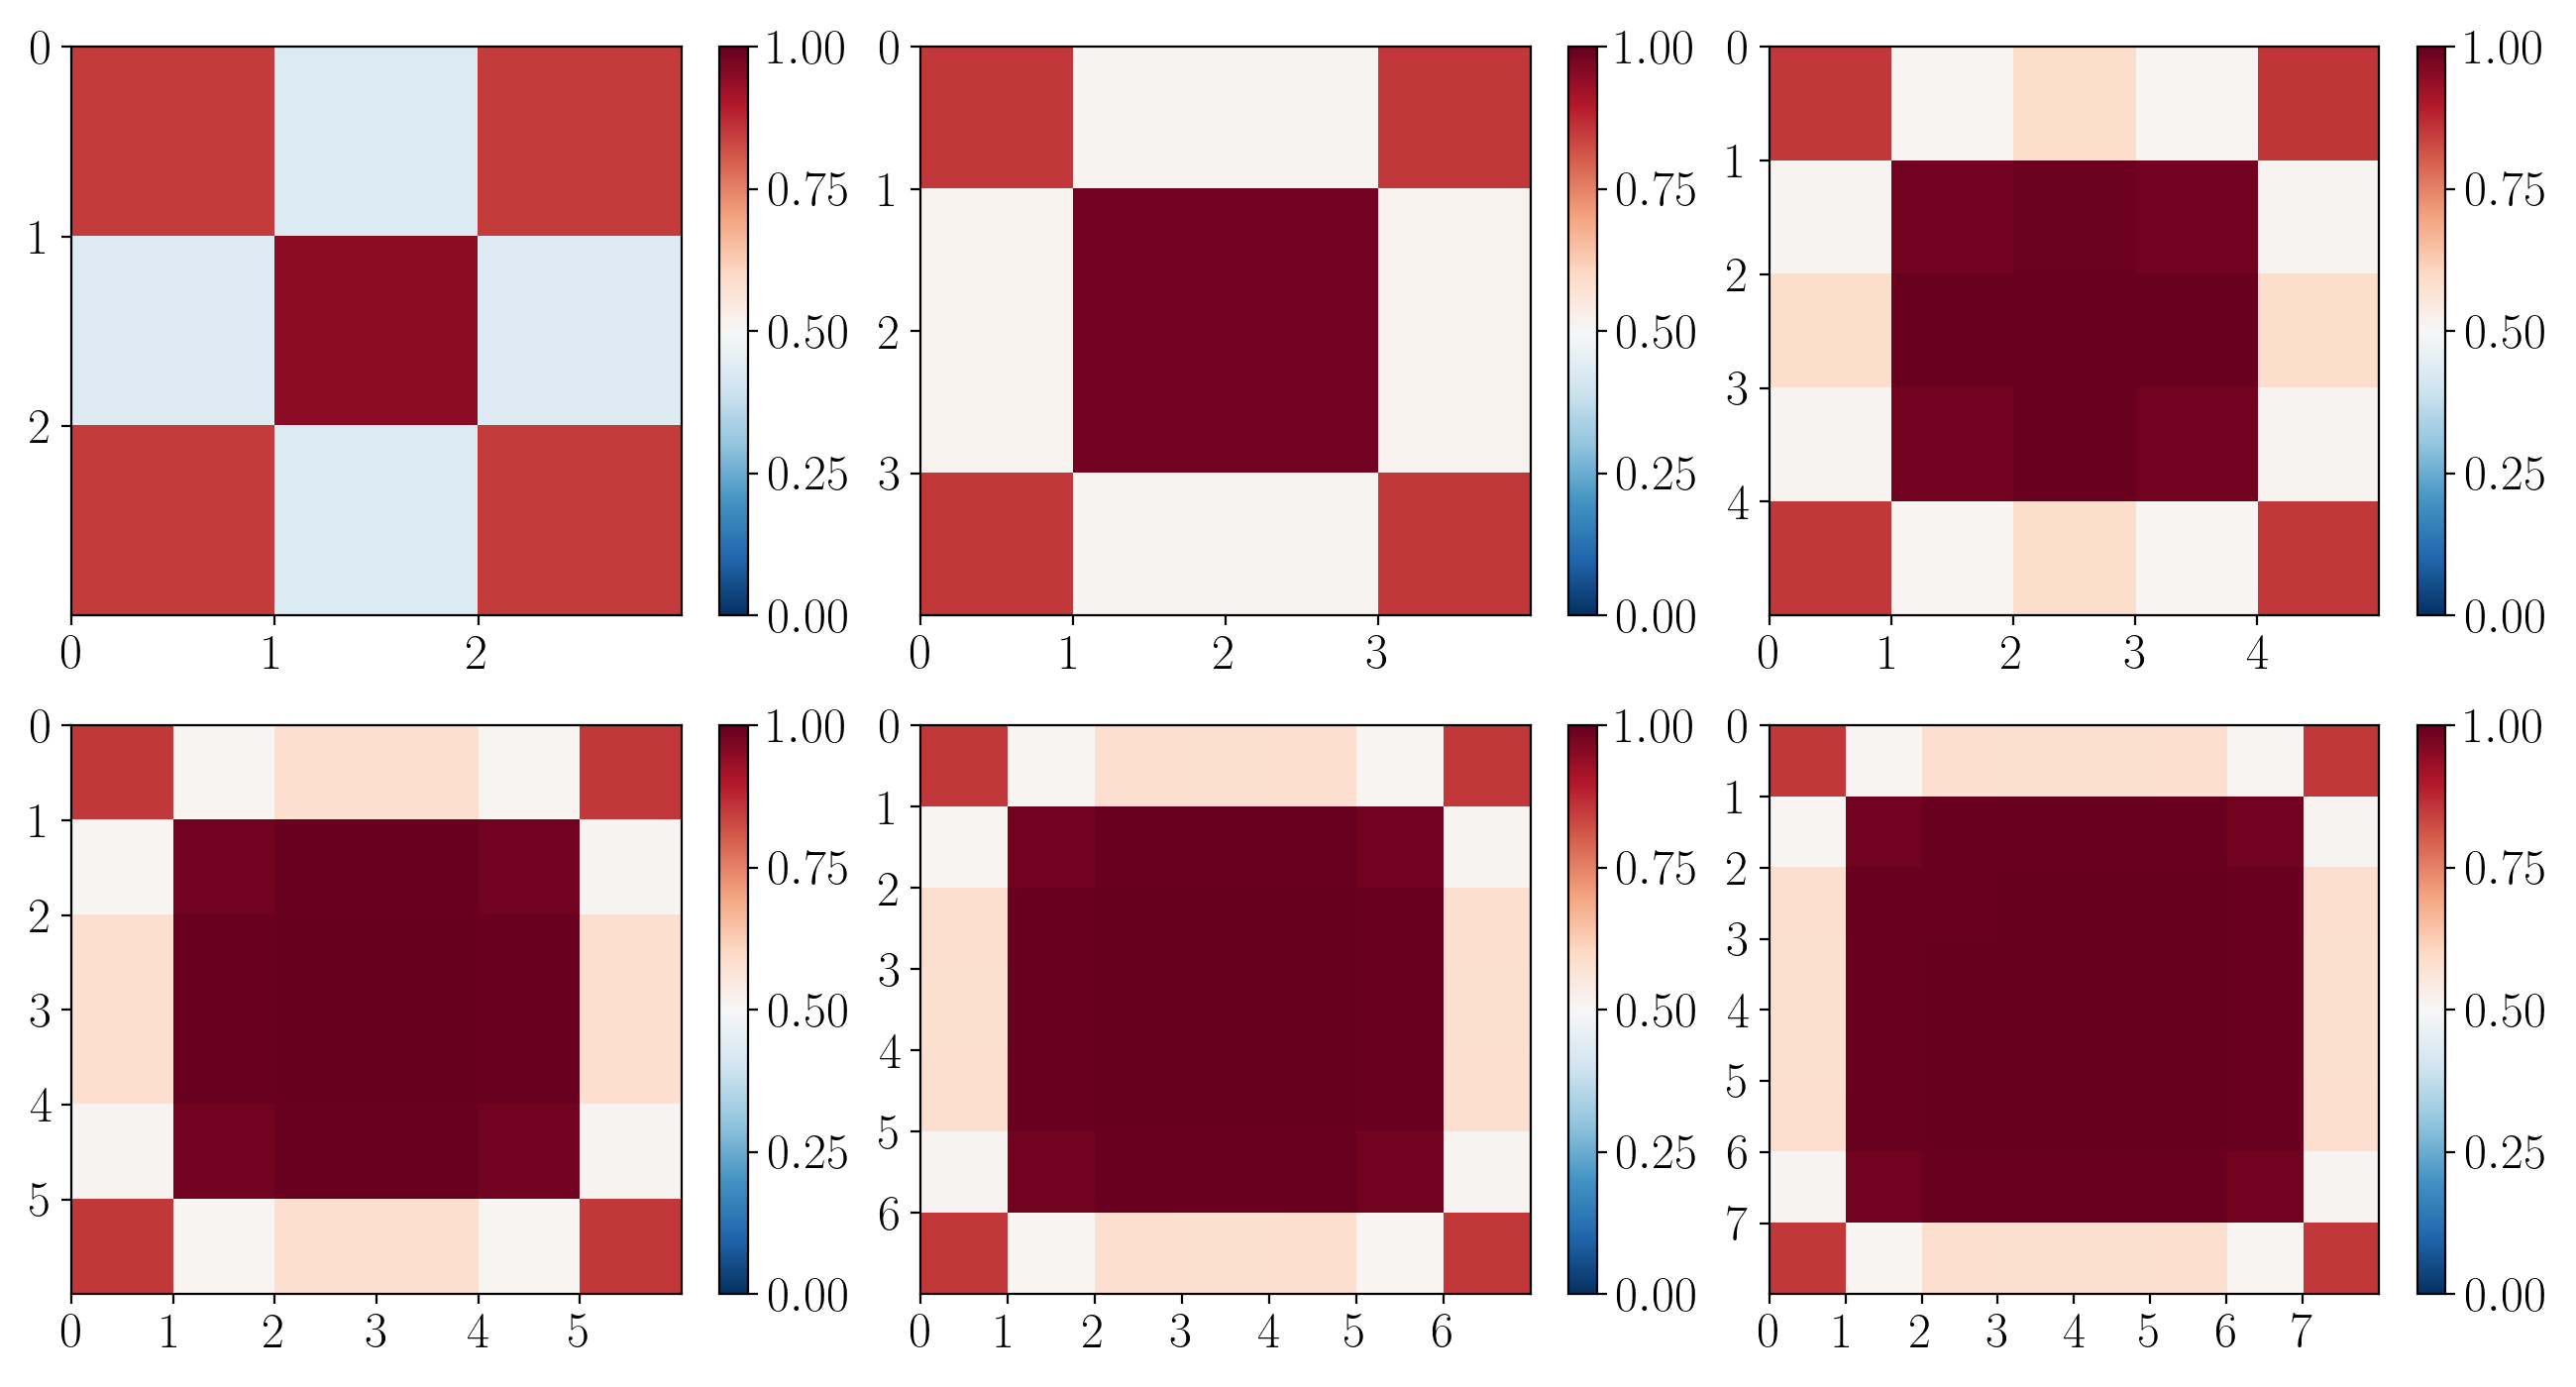 0 1.00 0 1.00 0 1.00
0.75 0.75 1 0.75
1 1
2
0.50 2 0.50 0.50
2 3
0.25 3 0.25 0.25
4
0.00 0.00 0.00
0 1 2 0 1 2 3 0 1 2 3 4
0 1.00 0 1.00 0 1.00
1 1 1
0.75 0.75 2 0.75
2 2
3
3 0.50 3 0.50 4 0.50
4 4 5
0.25 5 0.25 6 0.25
5 6 7
0.00 0.00 0.00
0 1 2 3 4 5 0 1 2 3 4 5 6 0 1 2 3 4 5 6 7